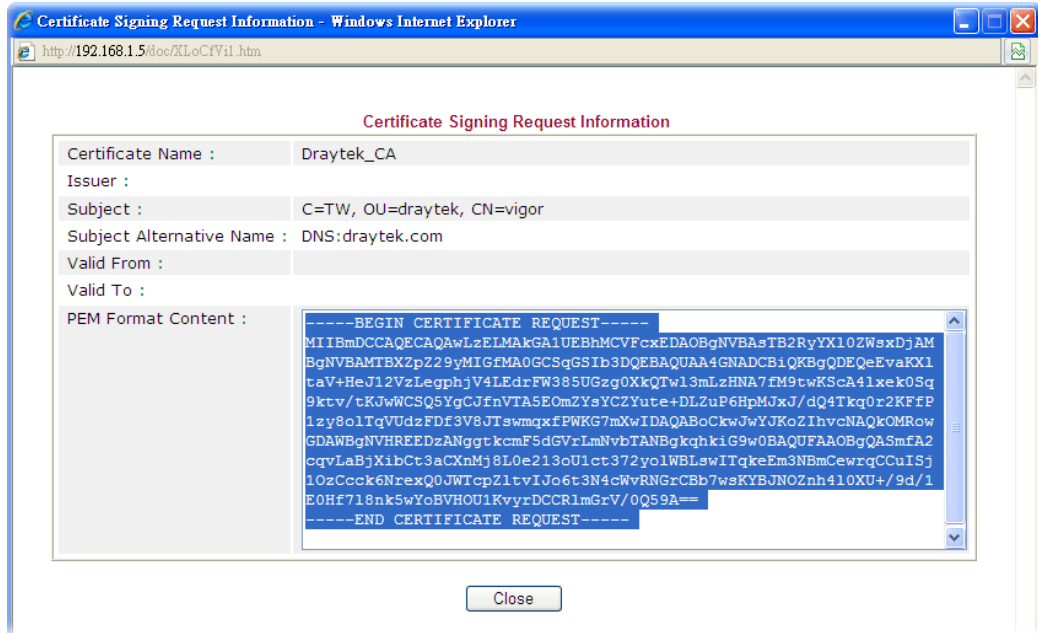 Certificate Signing Request Information - Windows Internet Explorer
http://192.168.1.5/doc/XLoCfVi1.htm
Certificate Signing Request Information
Certificate Name : Draytek_CA
Issuer :
Subject : C=TW, OU=draytek, CN=vigor
Subject Alternative Name : DNS:draytek.com
Valid From :
Valid To :
PEM Format Content :
-----BEGIN CERTIFICATE REQUEST-----
MIIBmDCCAQECAQAwLzELMAkGA1UEBhMCVFcxEDAOBgNVBAsTB2RyYXl0ZWsxDjAM
BgNVBAMTBXZpZ29yMIGfMA0GCSqGSIb3DQEBAQUAA4GNADCBiQKBgQDEQeEvaKXl
taV+HeJ12VzLegphjV4LEdrFW385UGzg0XkQTwl3mLzHNA7fM9twKScA4lxek0Sq
9ktv/tKJwWCSQ5YgCJfnVTA5EOmZYsYCZYute+DLZuP6HpMJxJ/dQ4Tkq0r2KFfP
1zy8olTqVUdzFDf3V8JTswmqxfPWKG7mXwIDAQABoCkwJwYJKoZIhvcNAQkOMRow
GDAWBgNVHREEDzANggtkcmF5dGVrLmNvbTANBgkqhkiG9w0BAQUFAAOBgQASmfA2
cqvLaBjXibCt3aCXnMj8L0e213oU1ct372yolWBLswITqkeEm3NBmCewrqCCuISj
1OzCcck6NrexQ0JWTcpZltvIJo6t3N4cWvRNGrCBb7wsKYBJNOZnh4l0XU+/9d/1
E0Hf7l8nk5wYoBVHOU1KvyrDCCRlmGrV/0Q59A==
-----END CERTIFICATE REQUEST-----
Close